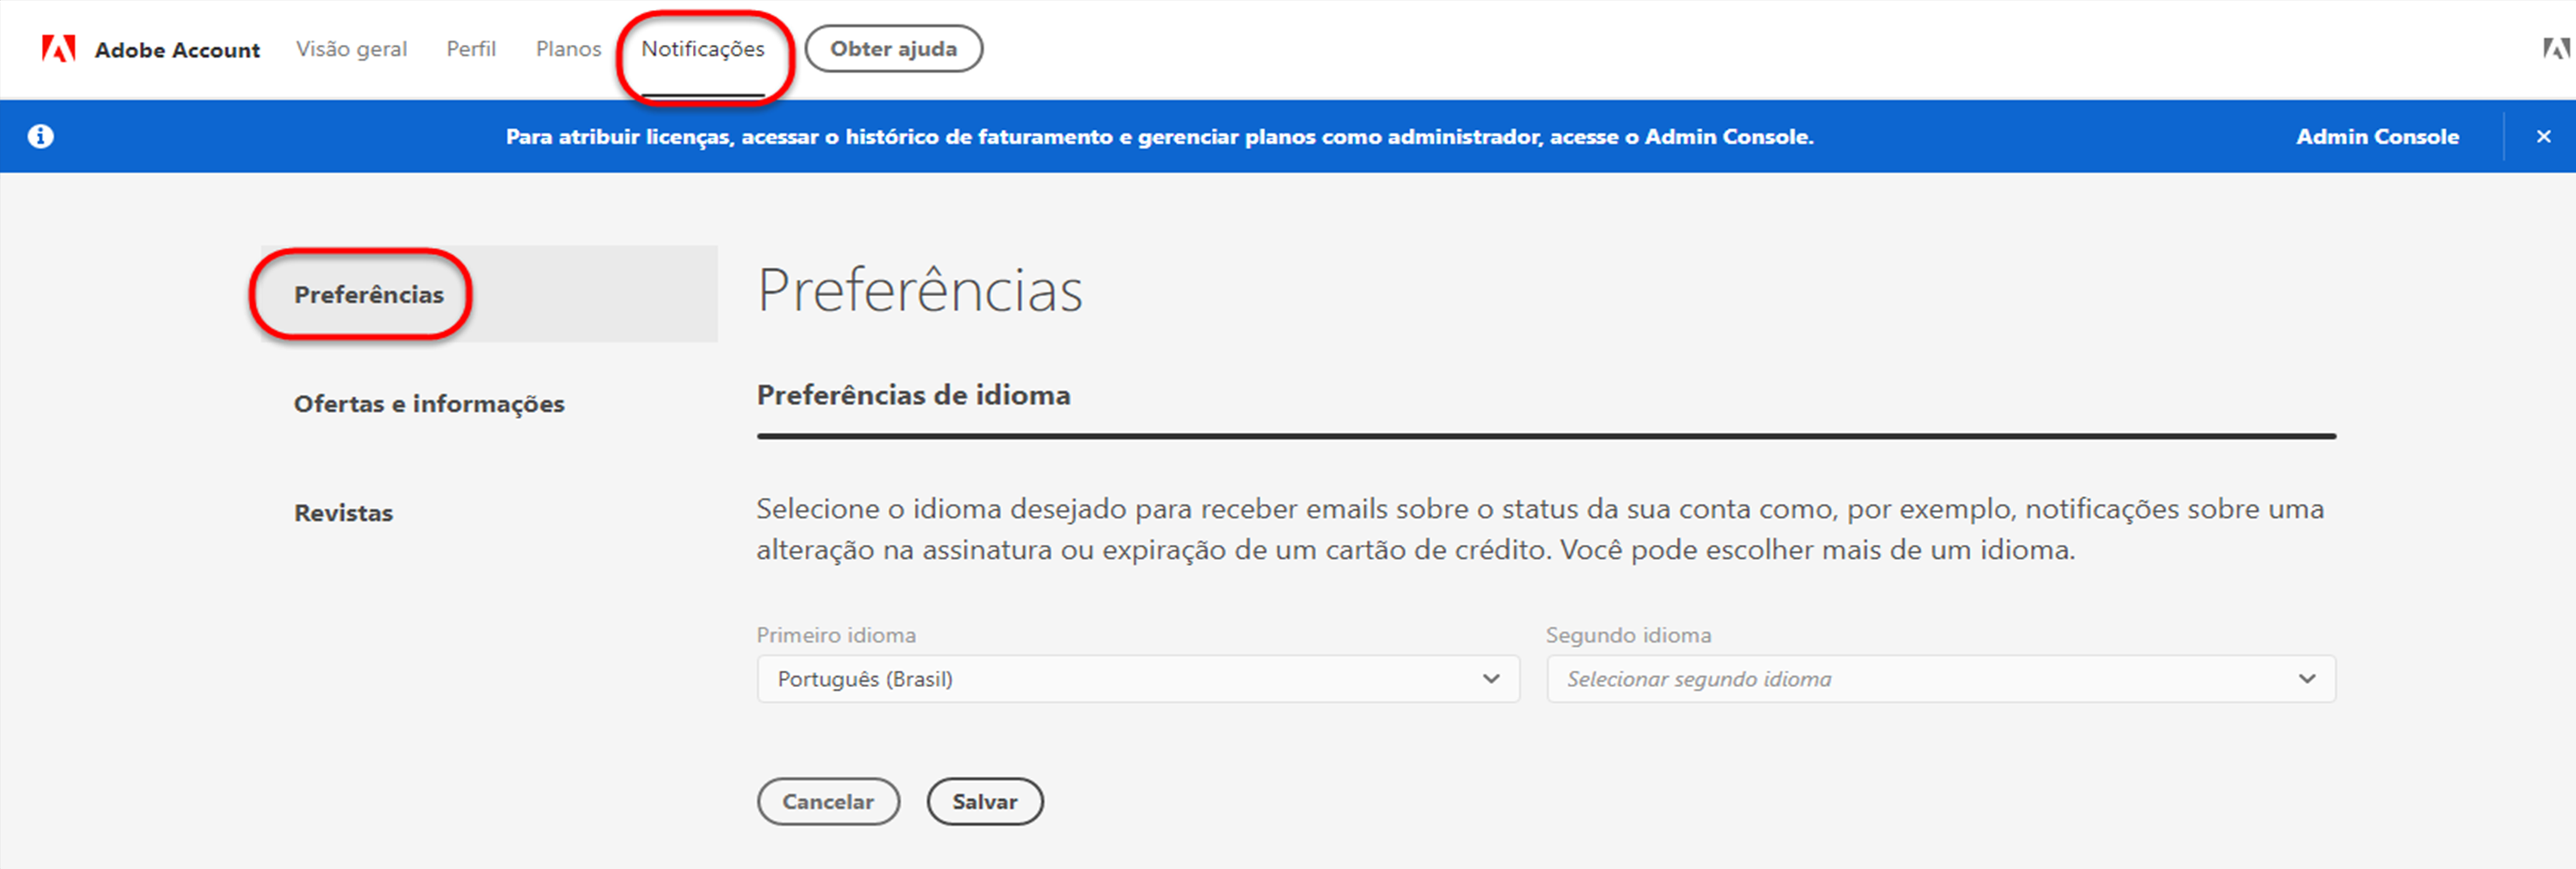 Adobe Account Visão geral Perfil Planos Notificações Obter ajuda
Para atribuir licenças, acessar o histórico de faturamento e gerenciar planos como administrador, acesse o Admin Console. Admin Console
Preferências
Ofertas e informações
Revistas
Preferências
Preferências de idioma
Selecione o idioma desejado para receber emails sobre o status da sua conta como, por exemplo, notificações sobre uma
alteração na assinatura ou expiração de um cartão de crédito. Você pode escolher mais de um idioma.
Primeiro idioma Segundo idioma
Português (Brasil) Selecionar segundo idioma
Cancelar Salvar